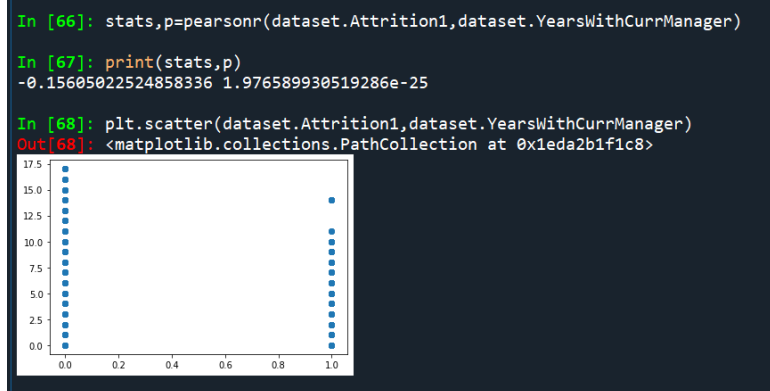 In [66]: stats,p=pearsonr(dataset.Attrition1,dataset.YearsWithCurrManager)
In [67]: print(stats,p)
-0.15605022524858336 1.976589930519286e-25
In [68]: plt.scatter(dataset.Attrition1,dataset.YearsWithCurrManager)
Out[68]: <matplotlib.collections.PathCollection at 0x1eda2b1f1c8>
17.5
15.0
12.5
10.0
7.5
5.0
2.5
0.0
0.0 0.2 0.4 0.6 0.8 1.0